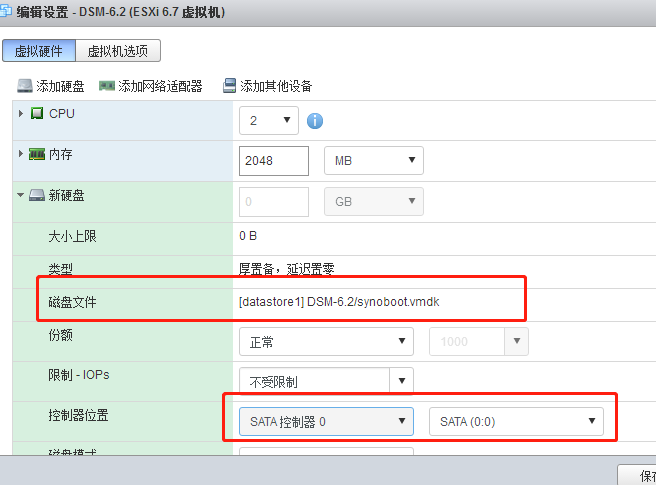 编辑设置 - DSM-6.2 (ESXi 6.7 虚拟机)
虚拟硬件 虚拟机选项
添加硬盘 添加网络适配器 添加其他设备
CPU 2
内存 2048 MB
新硬盘 0 GB
大小上限 0 B
类型 厚置备，延迟置零
磁盘文件 [datastore1] DSM-6.2/synoboot.vmdk
份额 正常 1000
限制 - IOPs 不受限制
控制器位置 SATA 控制器 0 SATA (0:0)
磁盘模式